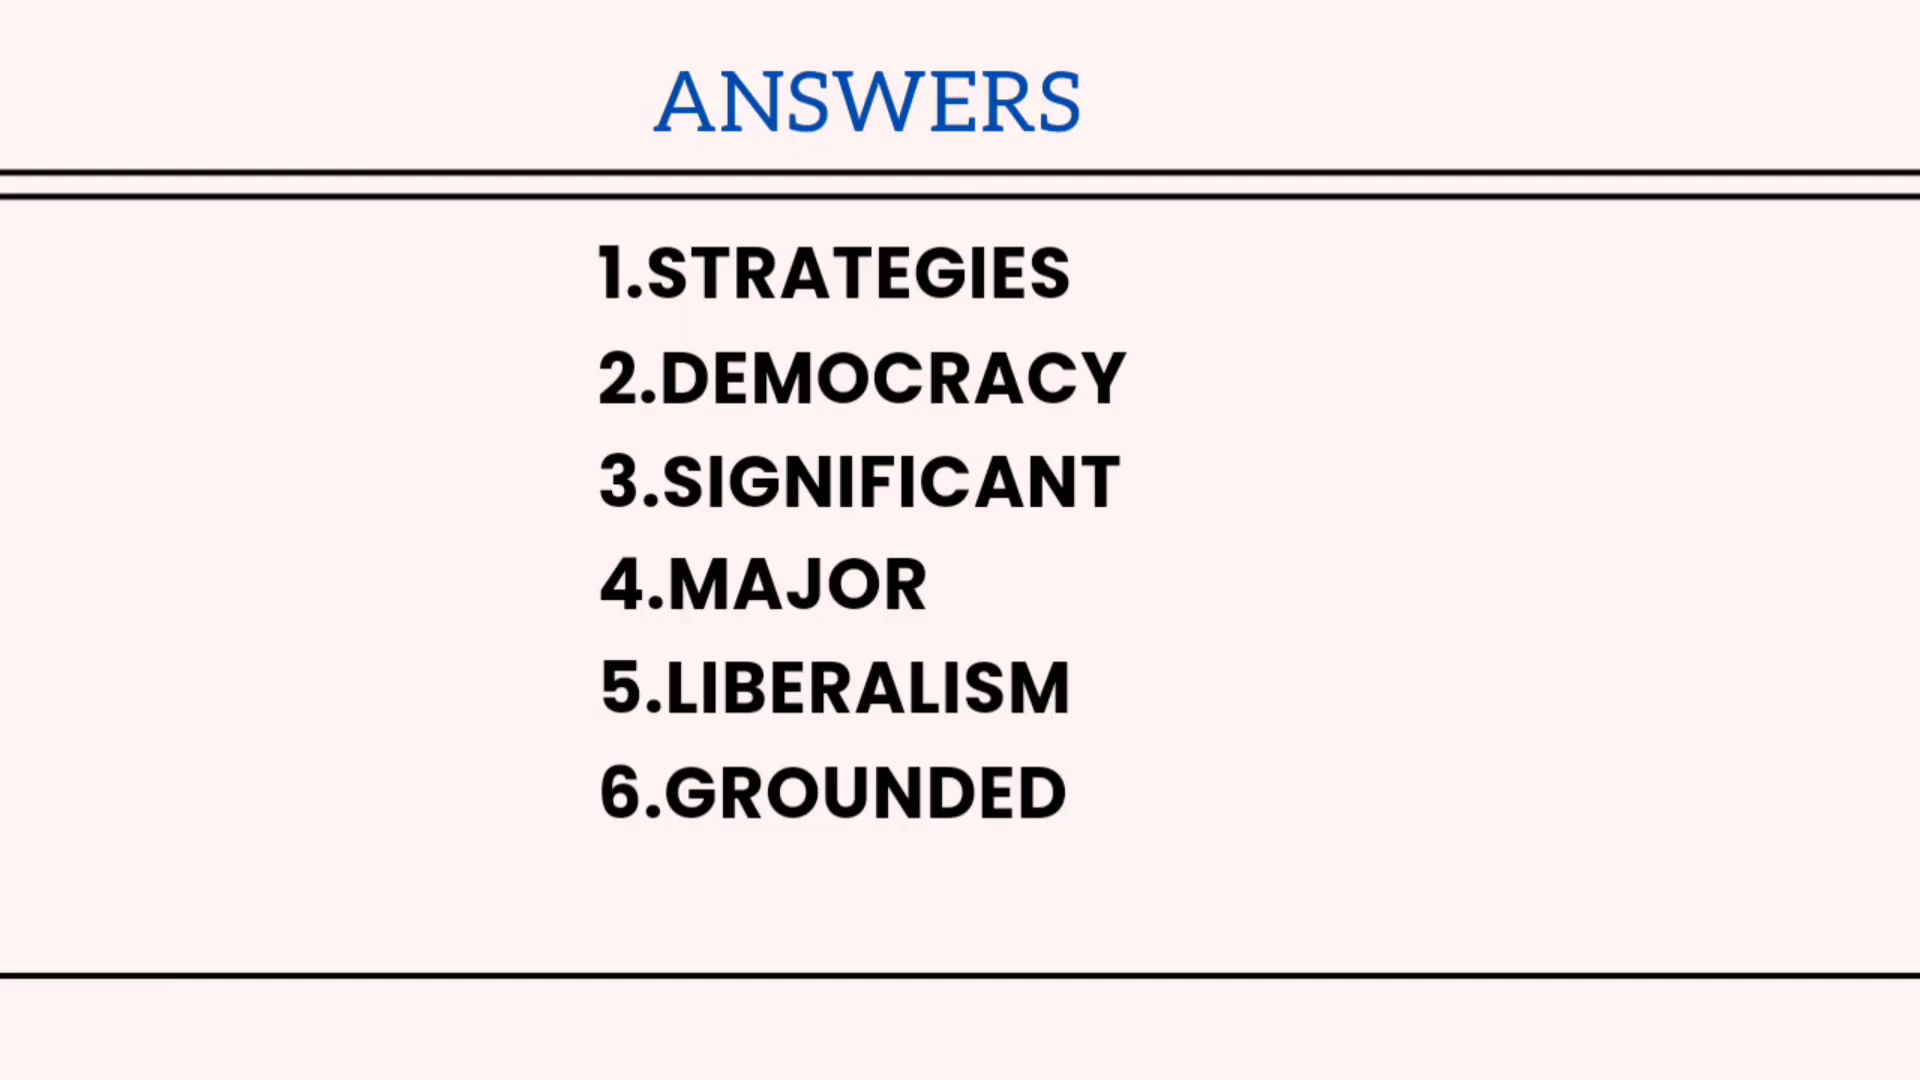 ANSWERS
1.STRATEGIES
2.DEMOCRACY
3.SIGNIFICANT
4.MAJOR
5.LIBERALISM
6.GROUNDED